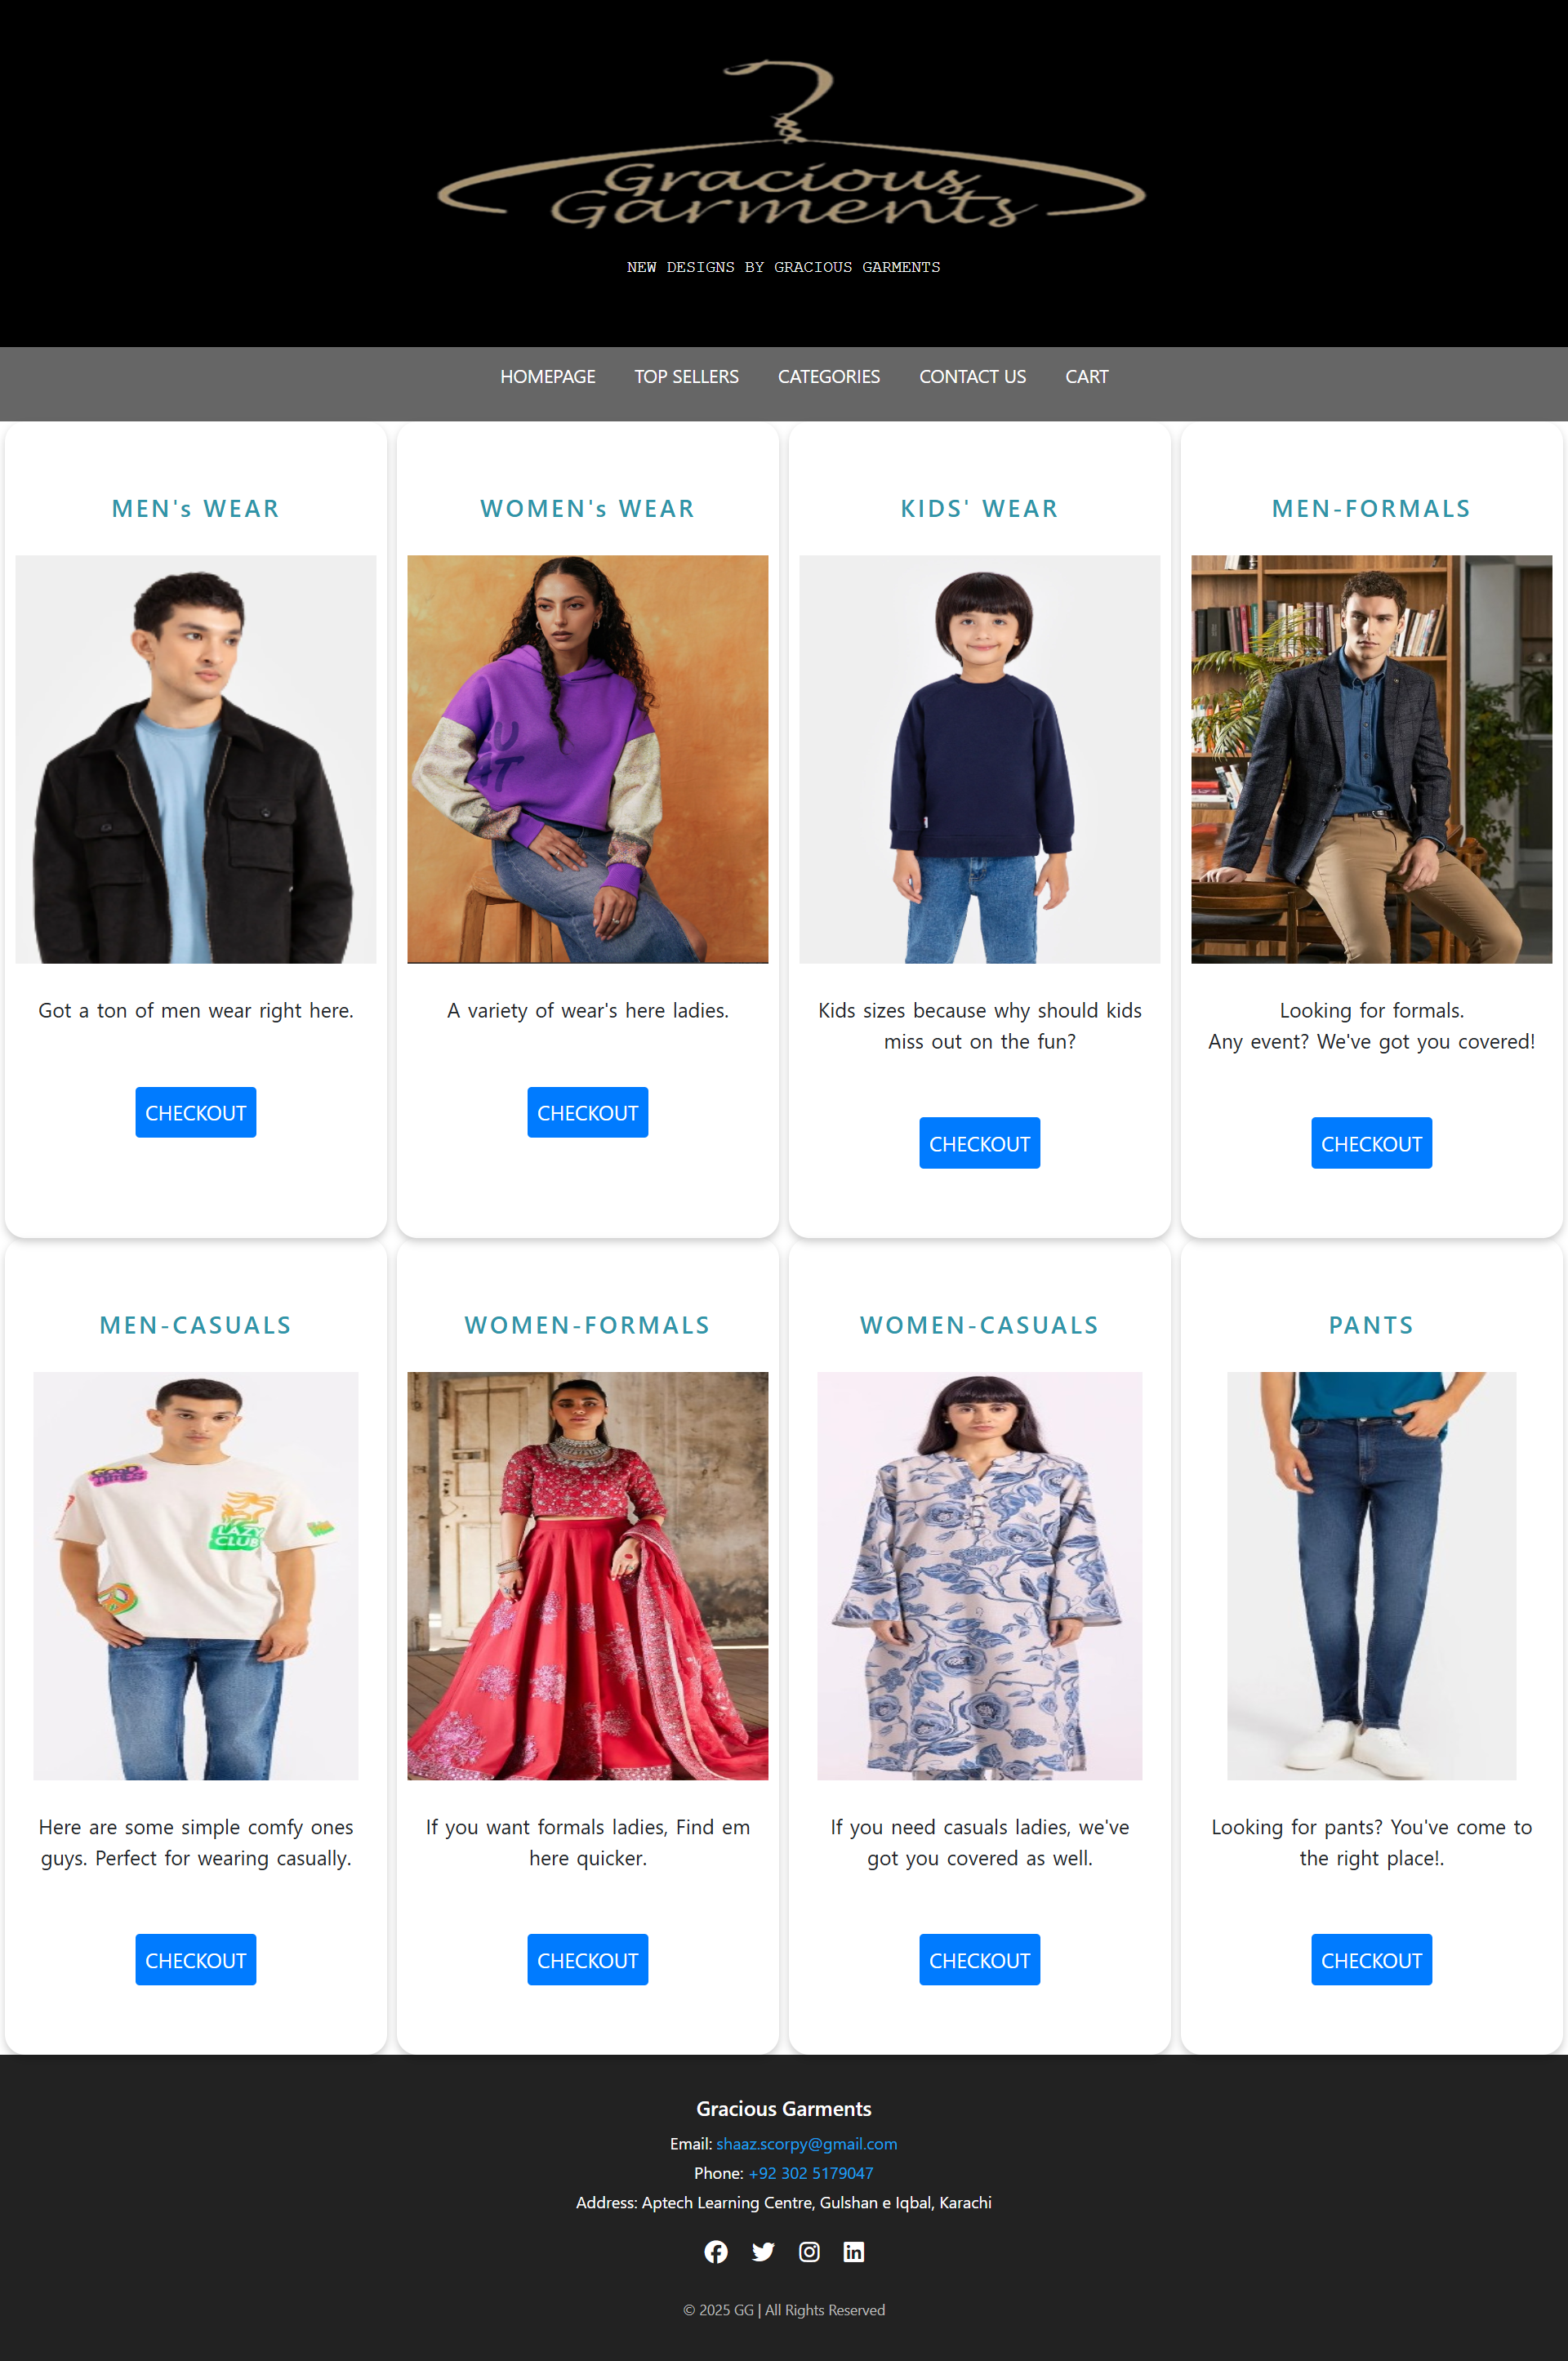 Gracious
Garments
NEW DESIGNS BY GRACIOUS GARMENTS
HOMEPAGE TOP SELLERS CATEGORIES CONTACT US CART
MEN's WEAR
Got a ton of men wear right here.
CHECKOUT
WOMEN's WEAR
A variety of wear's here ladies.
CHECKOUT
KIDS' WEAR
Kids sizes because why should kids
miss out on the fun?
CHECKOUT
MEN-FORMALS
Looking for formals.
Any event? We've got you covered!
CHECKOUT
MEN-CASUALS
GOOD
TIMES
LAZY
CLUB
Here are some simple comfy ones
guys. Perfect for wearing casually.
CHECKOUT
WOMEN-FORMALS
If you want formals ladies, Find em
here quicker.
CHECKOUT
WOMEN-CASUALS
If you need casuals ladies, we've
got you covered as well.
CHECKOUT
PANTS
Looking for pants? You've come to
the right place!.
CHECKOUT
Gracious Garments
Email: shaaz.scorpy@gmail.com
Phone: +92 302 5179047
Address: Aptech Learning Centre, Gulshan e Iqbal, Karachi
© 2025 GG | All Rights Reserved